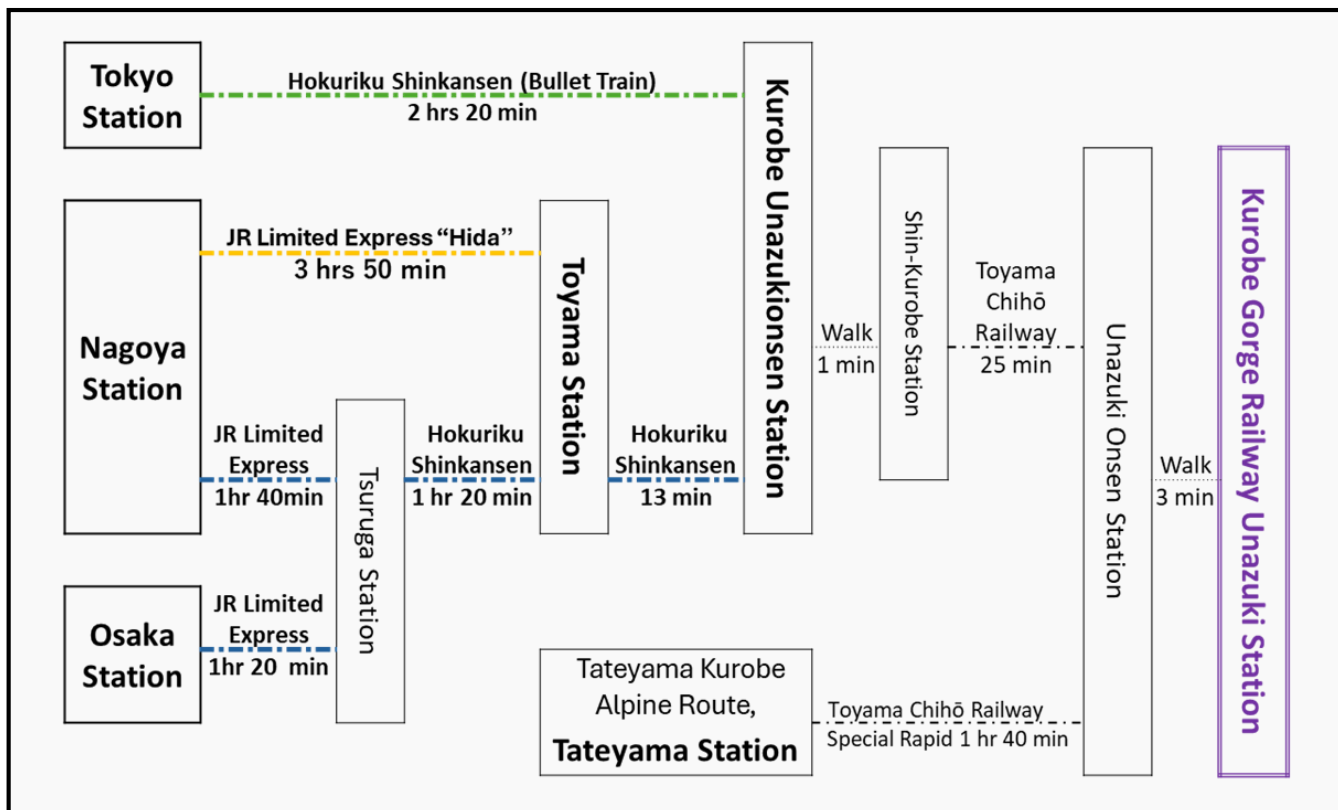 Tokyo
Station
Hokuriku Shinkansen (Bullet Train)
2 hrs 20 min
Kurobe Unazukionsen Station
Nagoya
Station
JR Limited Express “Hida”
3 hrs 50 min
Toyama Station
JR Limited
Express
1hr 40min
Tsuruga Station
Hokuriku
Shinkansen
1 hr 20 min
Hokuriku
Shinkansen
13 min
Walk
1 min
Shin-Kurobe Station
Toyama
Chihō
Railway
25 min
Unazuki Onsen Station
Walk
3 min
Kurobe Gorge Railway Unazuki Station
Osaka
Station
JR Limited
Express
1hr 20 min
Tateyama Kurobe
Alpine Route,
Tateyama Station
Toyama Chihō Railway
Special Rapid 1 hr 40 min